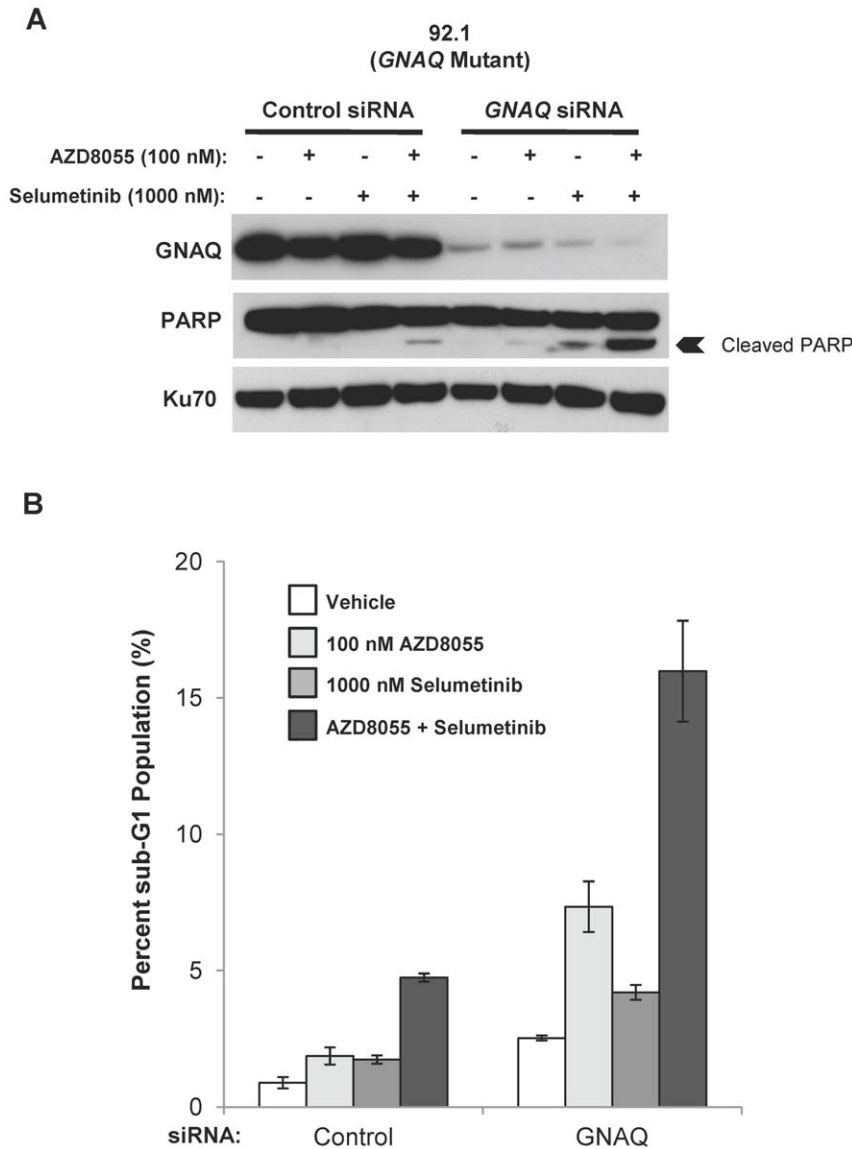 A
92.1
(GNAQ Mutant)
Control siRNA GNAQ siRNA
AZD8055 (100 nM): - + - + - + - +
Selumetinib (1000 nM): - - + + - - + +
GNAQ
PARP
Cleaved PARP
Ku70
B
Percent sub-G1 Population (%)
20
15
10
5
0
Vehicle
100 nM AZD8055
1000 nM Selumetinib
AZD8055 + Selumetinib
siRNA: Control GNAQ